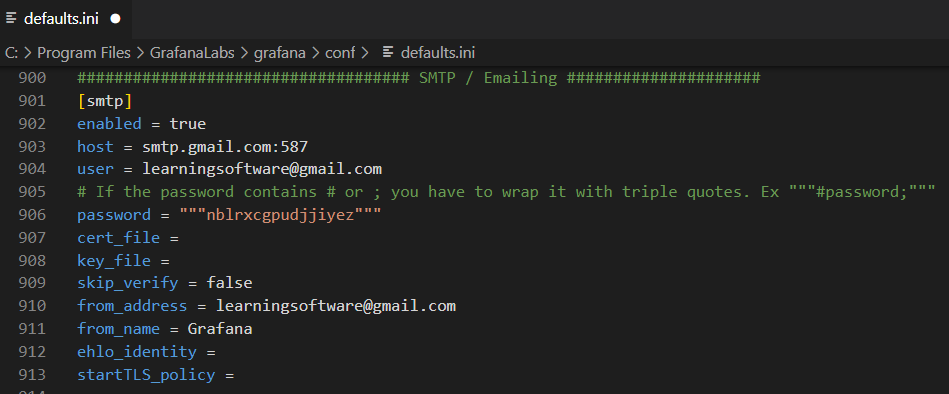 defaults.ini
C: > Program Files > GrafanaLabs > grafana > conf > defaults.ini
900 #################################### SMTP / Emailing #####################
901 [smtp]
902 enabled = true
903 host = smtp.gmail.com:587
904 user = learningsoftware@gmail.com
905 # If the password contains # or ; you have to wrap it with triple quotes. Ex """#password;"""
906 password = """nblrxcgpudjjiyez"""
907 cert_file =
908 key_file =
909 skip_verify = false
910 from_address = learningsoftware@gmail.com
911 from_name = Grafana
912 ehlo_identity =
913 startTLS_policy =